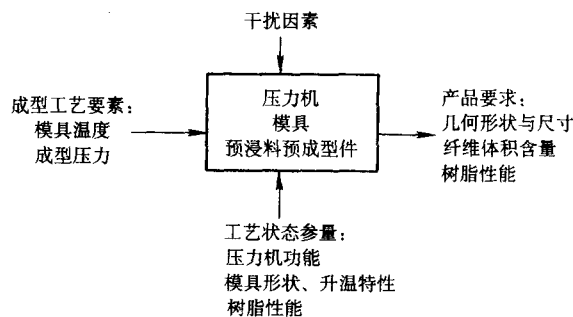 干扰因素
成型工艺要素：
模具温度
成型压力
压力机
模具
预浸料预成型件
产品要求：
几何形状与尺寸
纤维体积含量
树脂性能
工艺状态参量：
压力机功能
模具形状、升温特性
树脂性能